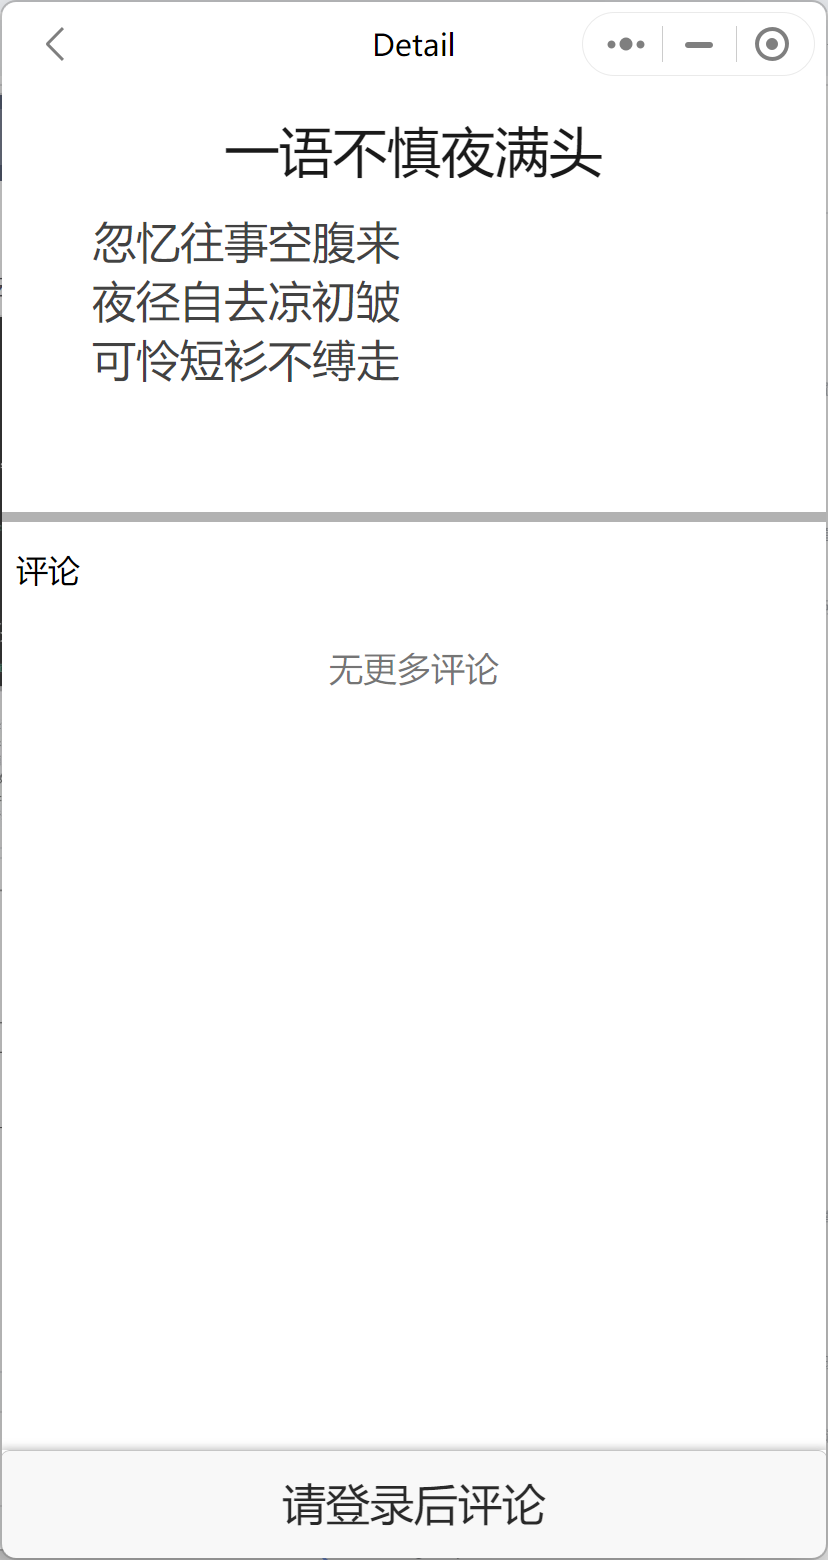 Detail
一语不慎夜满头
忽忆往事空腹来
夜径自去凉初皱
可怜短衫不缚走
评论
无更多评论
请登录后评论